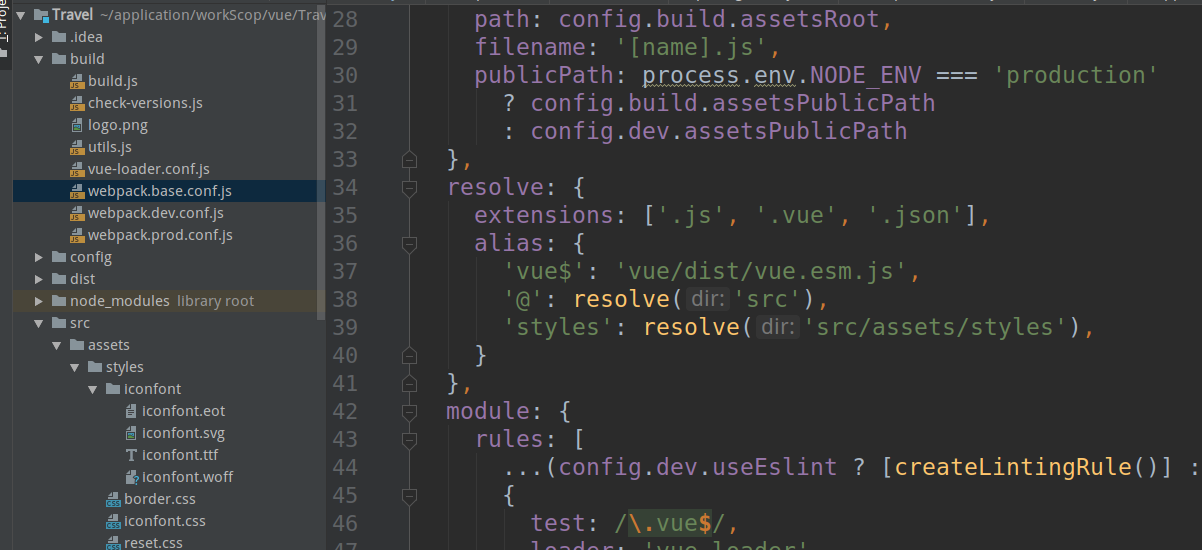 1: Proje
Travel ~/application/workScop/vue/Trav
.idea
build
build.js
check-versions.js
logo.png
utils.js
vue-loader.conf.js
webpack.base.conf.js
webpack.dev.conf.js
webpack.prod.conf.js
config
dist
node_modules library root
src
assets
styles
iconfont
iconfont.eot
iconfont.svg
iconfont.ttf
iconfont.woff
border.css
iconfont.css
reset.css
28 path: config.build.assetsRoot,
29 filename: '[name].js',
30 publicPath: process.env.NODE_ENV === 'production'
31 ? config.build.assetsPublicPath
32 : config.dev.assetsPublicPath
33 },
34 resolve: {
35 extensions: ['.js', '.vue', '.json'],
36 alias: {
37 'vue$': 'vue/dist/vue.esm.js',
38 '@': resolve( dir: 'src'),
39 'styles': resolve( dir: 'src/assets/styles'),
40 }
41 },
42 module: {
43 rules: [
44 ...(config.dev.useEslint ? [createLintingRule()] :
45 {
46 test: /\.vue$/,
47 loader: 'vue-loader'